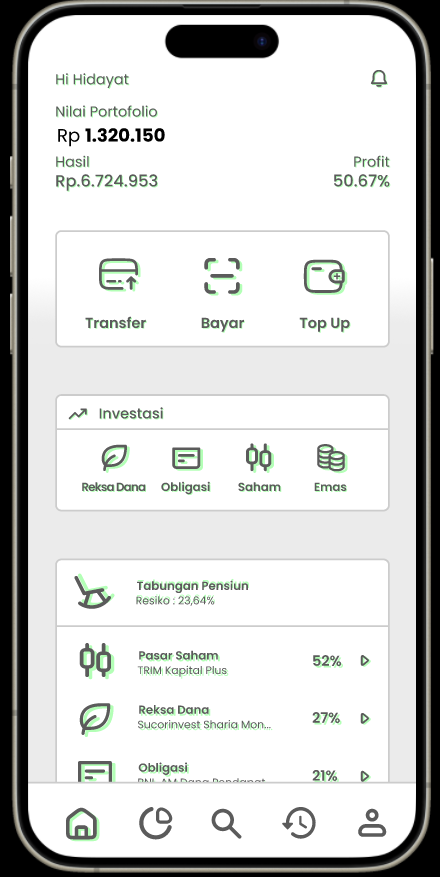 Hi Hidayat
Nilai Portofolio
Rp 1.320.150
Hasil Profit
Rp.6.724.953 50.67%
Transfer Bayar Top Up
Investasi
Reksa Dana Obligasi Saham Emas
Tabungan Pensiun
Resiko : 23,64%
Pasar Saham
TRIM Kapital Plus
52%
Reksa Dana
Sucorinvest Sharia Mon...
27%
Obligasi
BNI-AM Dana Pendapat...
21%